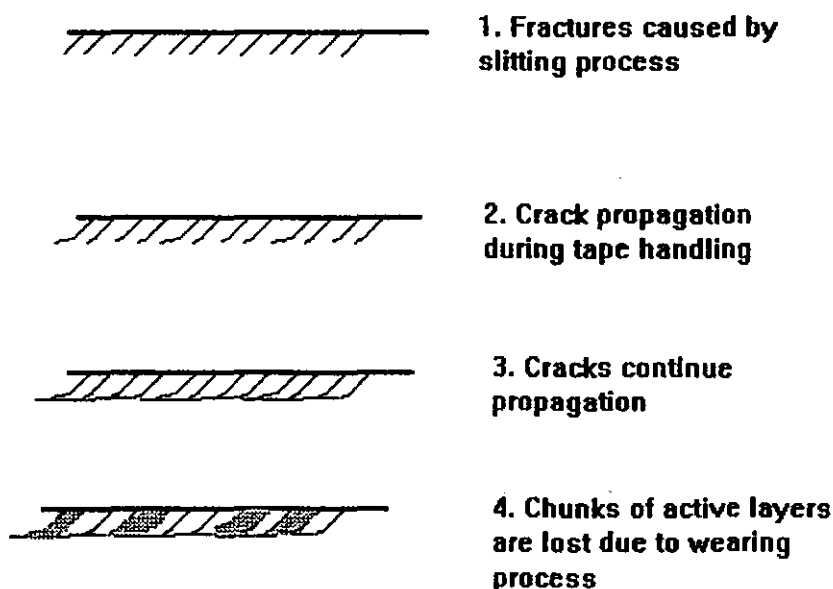 1. Fractures caused by
slitting process
2. Crack propagation
during tape handling
3. Cracks continue
propagation
4. Chunks of active layers
are lost due to wearing
process